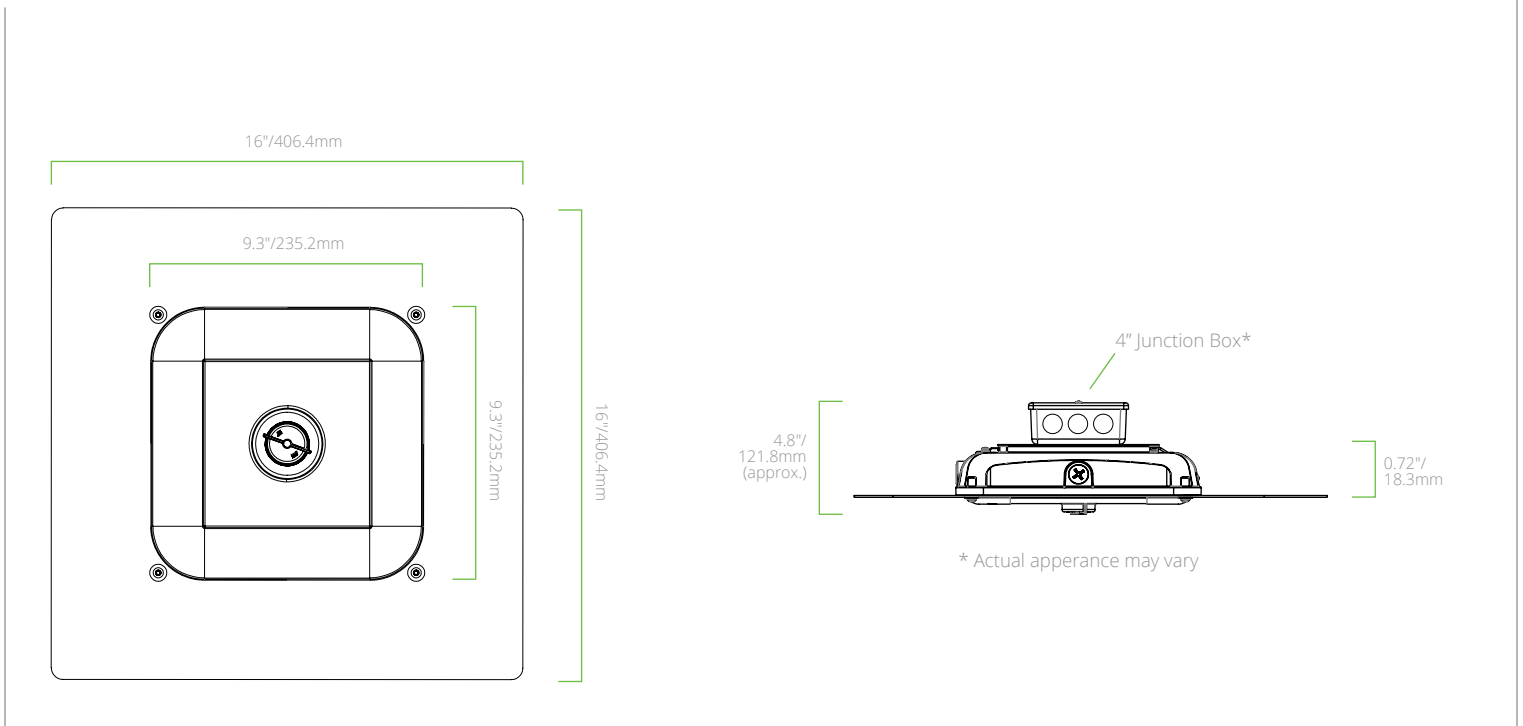 16"/406.4mm
9.3"/235.2mm
9.3"/235.2mm
16"/406.4mm
4” Junction Box*
4.8"/
121.8mm
(approx.)
0.72"/
18.3mm
* Actual apperance may vary